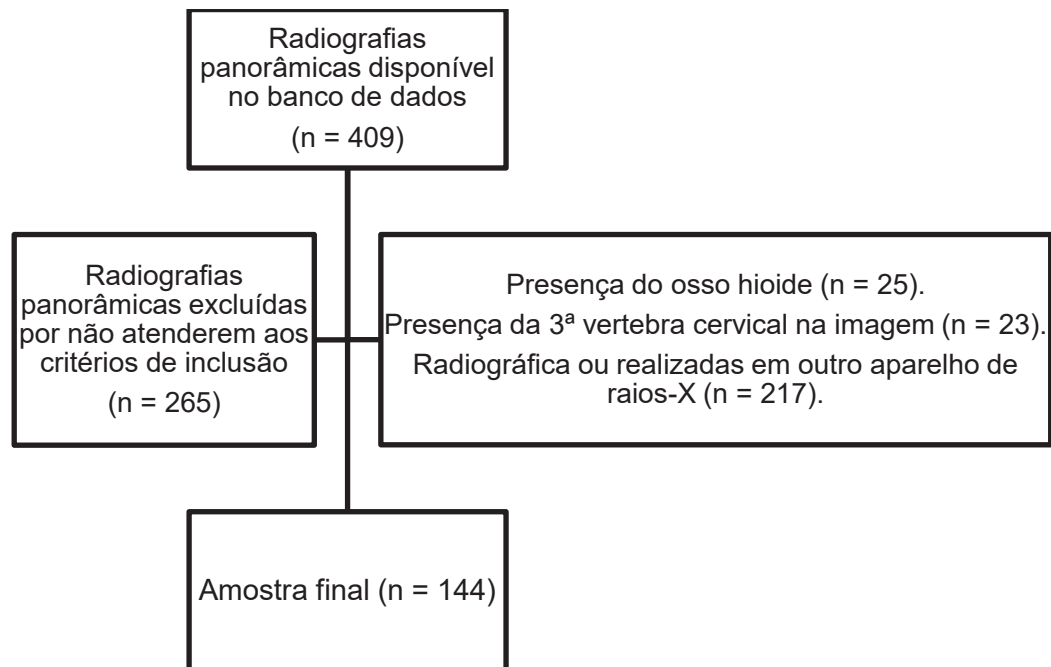 Radiografias
panorâmicas disponível
no banco de dados
(n = 409)
Radiografias
panorâmicas excluídas
por não atenderem aos
critérios de inclusão
(n = 265)
Presença do osso hioide (n = 25).
Presença da 3ª vertebra cervical na imagem (n = 23).
Radiográfica ou realizadas em outro aparelho de
raios-X (n = 217).
Amostra final (n = 144)